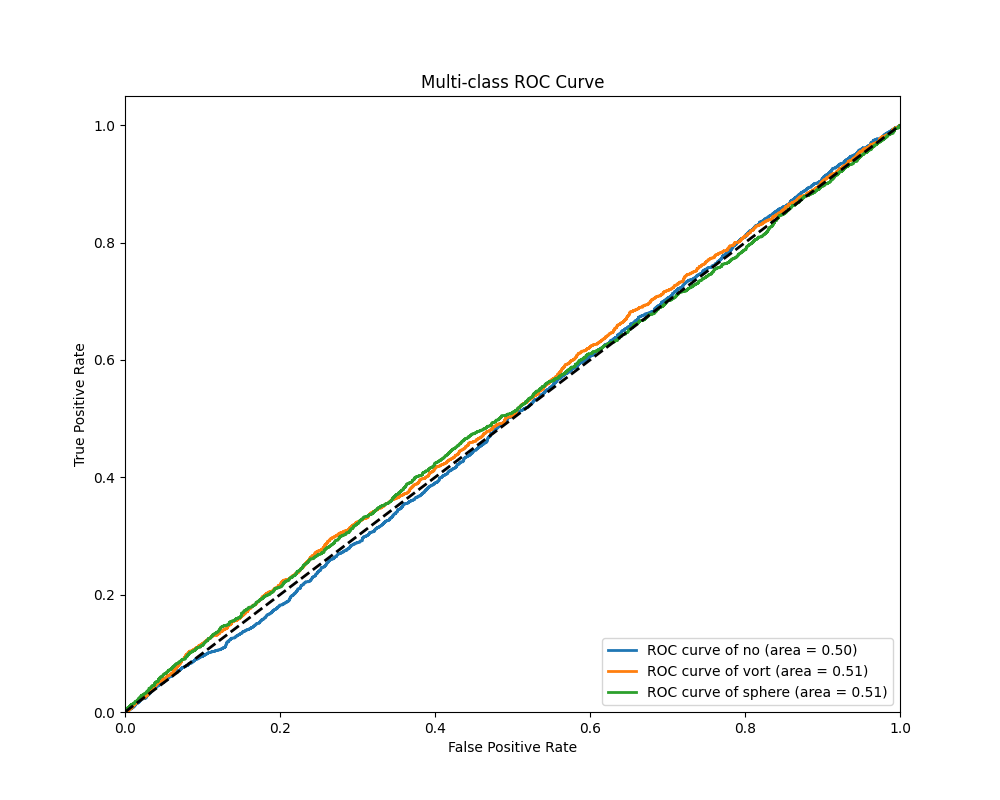 Multi-class ROC Curve
1.0
0.8
0.6
0.4
0.2
0.0
True Positive Rate
ROC curve of no (area = 0.50)
ROC curve of vort (area = 0.51)
ROC curve of sphere (area = 0.51)
0.0 0.2 0.4 0.6 0.8 1.0
False Positive Rate